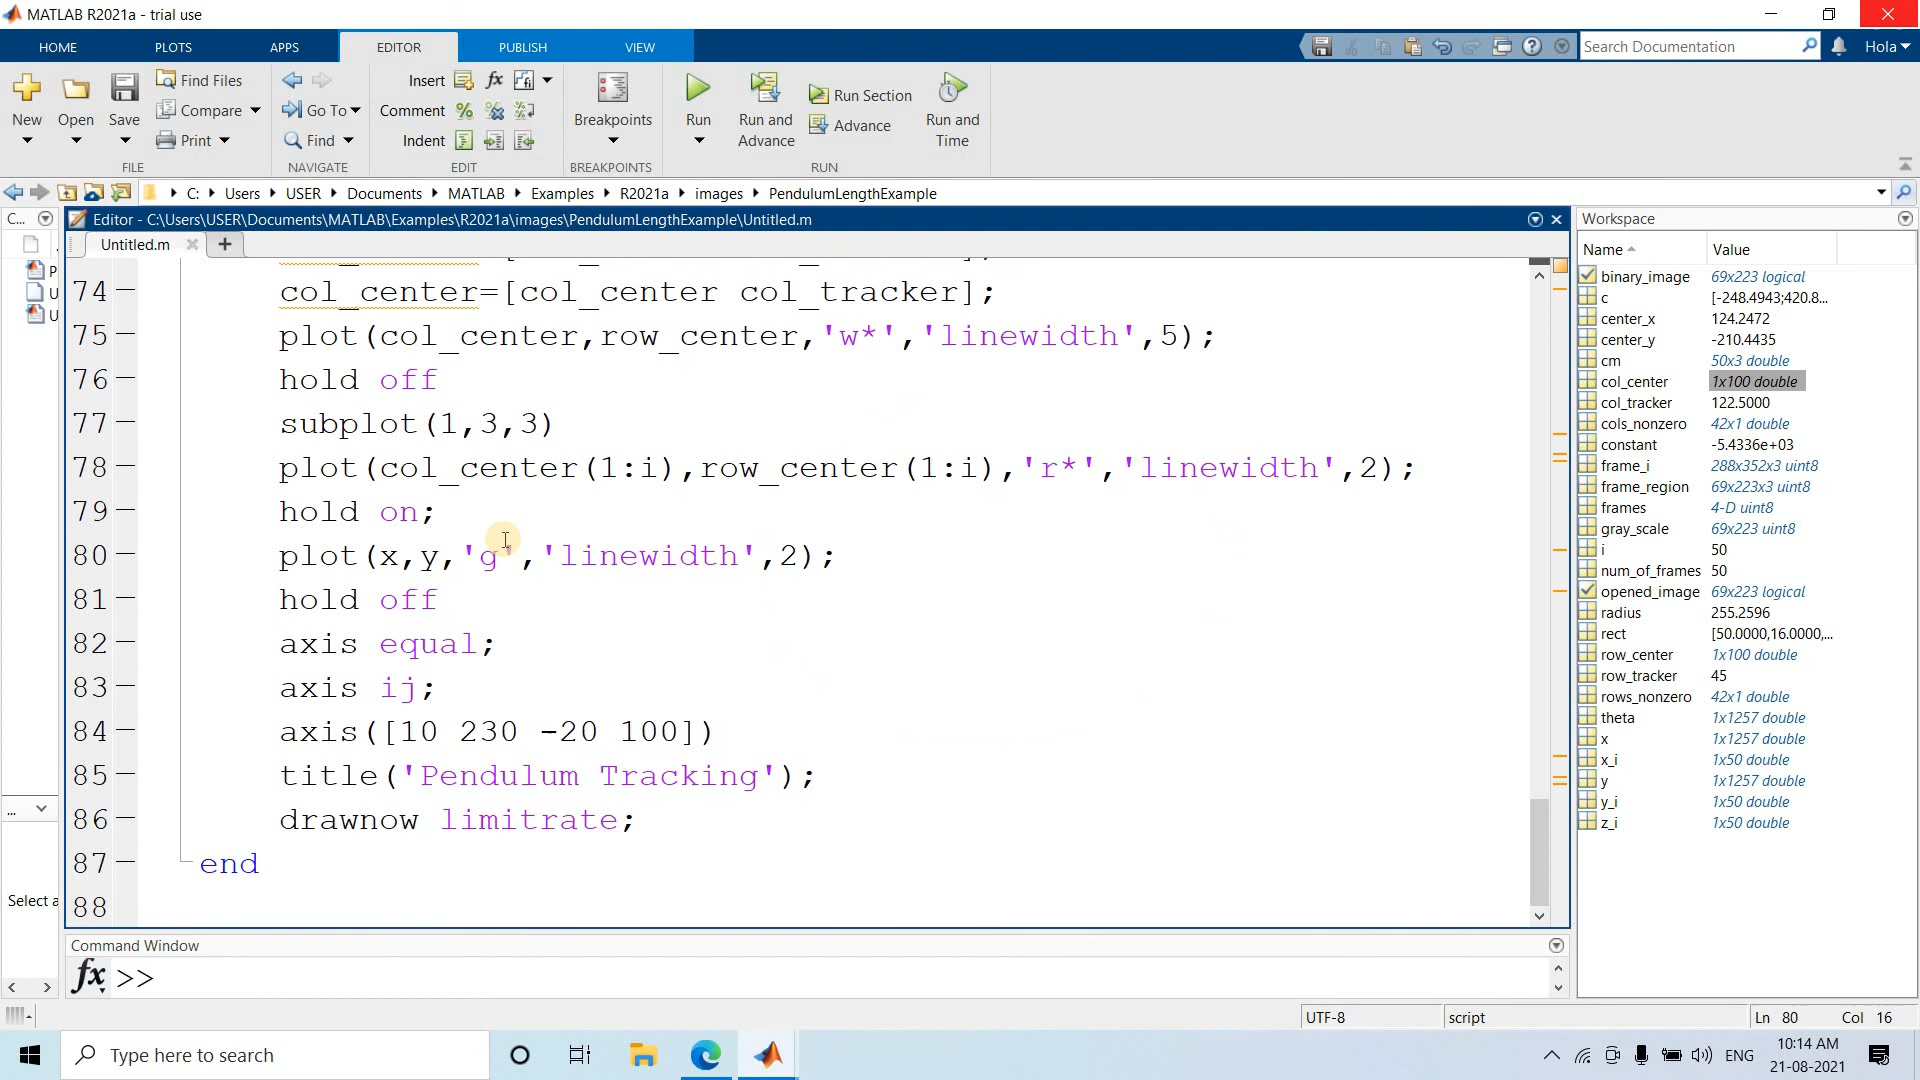 MATLAB R2021a - trial use
HOME PLOTS APPS EDITOR PUBLISH VIEW
Search Documentation
Hola
New Open Save Find Files Compare Print
Go To Find
Insert fx
Comment
Indent
Breakpoints
Run Run and Advance Run Section Advance Run and Time
FILE NAVIGATE EDIT BREAKPOINTS RUN
C: Users USER Documents MATLAB Examples R2021a images PendulumLengthExample
C...
Editor - C:\Users\USER\Documents\MATLAB\Examples\R2021a\images\PendulumLengthExample\Untitled.m
Untitled.m
P
U
U
...
Select a
74 col_center=[col_center col_tracker];
75 plot(col_center,row_center,'w*','linewidth',5);
76 hold off
77 subplot(1,3,3)
78 plot(col_center(1:i),row_center(1:i),'r*','linewidth',2);
79 hold on;
80 plot(x,y,'g','linewidth',2);
81 hold off
82 axis equal;
83 axis ij;
84 axis([10 230 -20 100])
85 title('Pendulum Tracking');
86 drawnow limitrate;
87 end
88
Command Window
fx >>
Workspace
Name Value
binary_image 69x223 logical
c [-248.4943;420.8...
center_x 124.2472
center_y -210.4435
cm 50x3 double
col_center 1x100 double
col_tracker 122.5000
cols_nonzero 42x1 double
constant -5.4336e+03
frame_i 288x352x3 uint8
frame_region 69x223x3 uint8
frames 4-D uint8
gray_scale 69x223 uint8
i 50
num_of_frames 50
opened_image 69x223 logical
radius 255.2596
rect [50.0000,16.0000,...
row_center 1x100 double
row_tracker 45
rows_nonzero 42x1 double
theta 1x1257 double
x 1x1257 double
x_i 1x50 double
y 1x1257 double
y_i 1x50 double
z_i 1x50 double
UTF-8 script Ln 80 Col 16
Type here to search
ENG
10:14 AM
21-08-2021